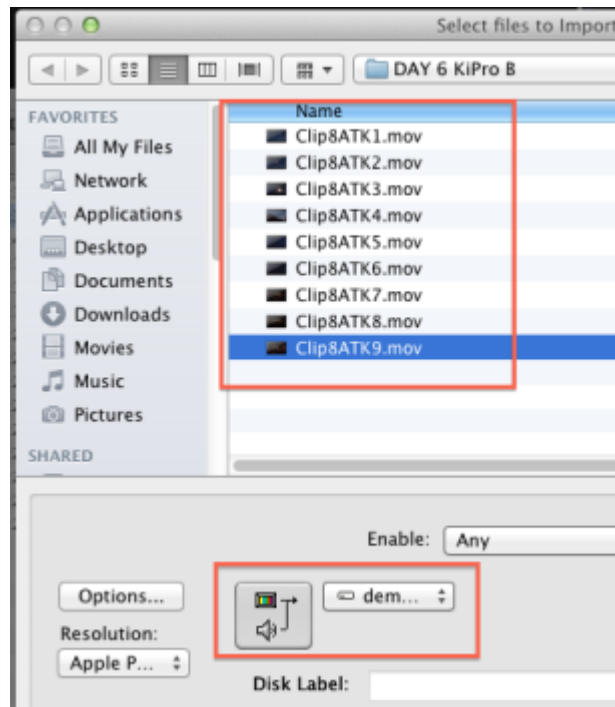 Select files to Import
DAY 6 KiPro B
FAVORITES
All My Files
Network
Applications
Desktop
Documents
Downloads
Movies
Music
Pictures
SHARED
Name
Clip8ATK1.mov
Clip8ATK2.mov
Clip8ATK3.mov
Clip8ATK4.mov
Clip8ATK5.mov
Clip8ATK6.mov
Clip8ATK7.mov
Clip8ATK8.mov
Clip8ATK9.mov
Enable: Any
Options...
dem...
Resolution:
Apple P...
Disk Label: